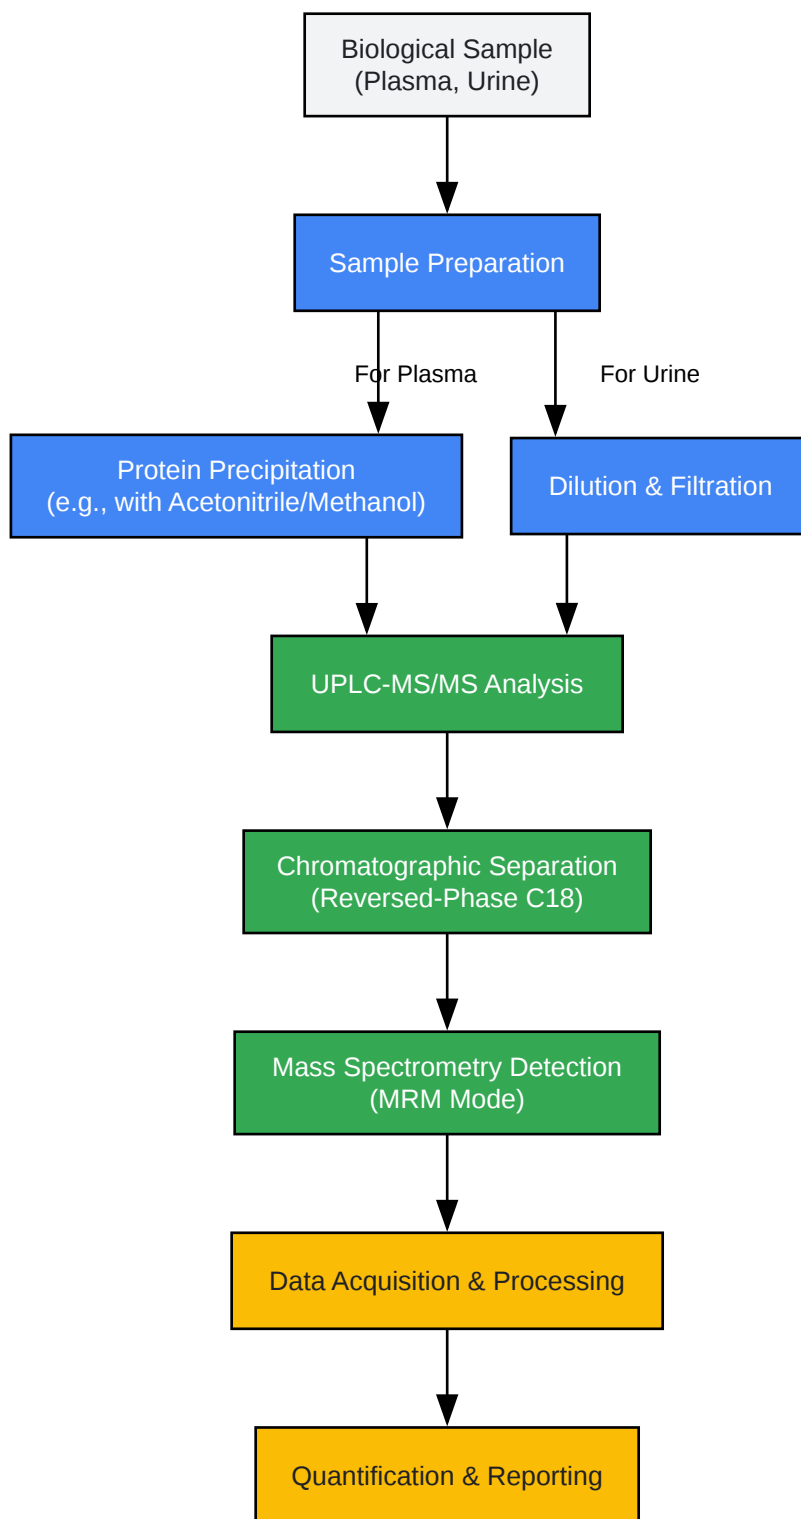 Biological Sample
(Plasma, Urine)
Sample Preparation
For Plasma
For Urine
Protein Precipitation
(e.g., with Acetonitrile/Methanol)
Dilution & Filtration
UPLC-MS/MS Analysis
Chromatographic Separation
(Reversed-Phase C18)
Mass Spectrometry Detection
(MRM Mode)
Data Acquisition & Processing
Quantification & Reporting